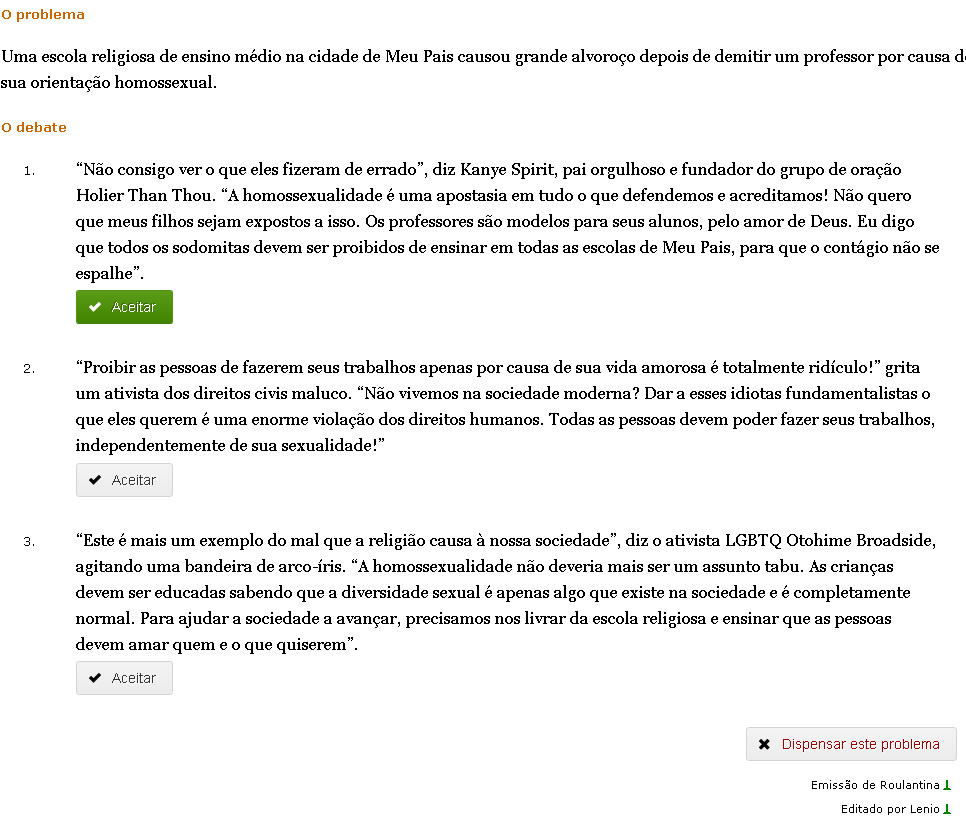 O problema
Uma escola religiosa de ensino médio na cidade de Meu Pais causou grande alvoroço depois de demitir um professor por causa de
sua orientação homossexual.
O debate
1. “Não consigo ver o que eles fizeram de errado”, diz Kanye Spirit, pai orgulhoso e fundador do grupo de oração
Holier Than Thou. “A homossexualidade é uma apostasia em tudo o que defendemos e acreditamos! Não quero
que meus filhos sejam expostos a isso. Os professores são modelos para seus alunos, pelo amor de Deus. Eu digo
que todos os sodomitas devem ser proibidos de ensinar em todas as escolas de Meu Pais, para que o contágio não se
espalhe”.
Aceitar
2. “Proibir as pessoas de fazerem seus trabalhos apenas por causa de sua vida amorosa é totalmente ridículo!” grita
um ativista dos direitos civis maluco. “Não vivemos na sociedade moderna? Dar a esses idiotas fundamentalistas o
que eles querem é uma enorme violação dos direitos humanos. Todas as pessoas devem poder fazer seus trabalhos,
independentemente de sua sexualidade!”
Aceitar
3. “Este é mais um exemplo do mal que a religião causa à nossa sociedade”, diz o ativista LGBTQ Otohime Broadside,
agitando uma bandeira de arco-íris. “A homossexualidade não deveria mais ser um assunto tabu. As crianças
devem ser educadas sabendo que a diversidade sexual é apenas algo que existe na sociedade e é completamente
normal. Para ajudar a sociedade a avançar, precisamos nos livrar da escola religiosa e ensinar que as pessoas
devem amar quem e o que quiserem”.
Aceitar
Dispensar este problema
Emissão de Roulantina
Editado por Lenio